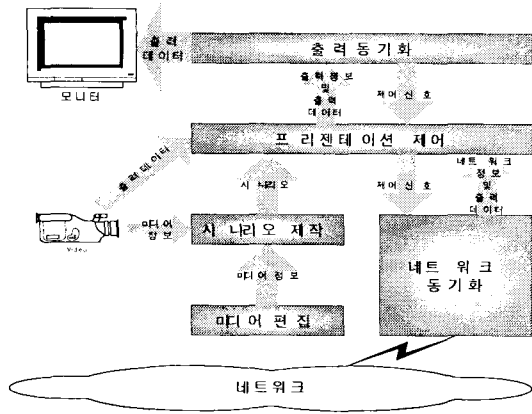 출력동기화
출력
데이터
모니터
출력정보
및
출력
데이터
제어신호
프리젠테이션 제어
출력데이터
시나리오
제어신호
네트워크
정보
및
출력
데이터
Video
미디어
정보
시나리오 제작
네트워크
동기화
미디어정보
미디어편집
네트워크